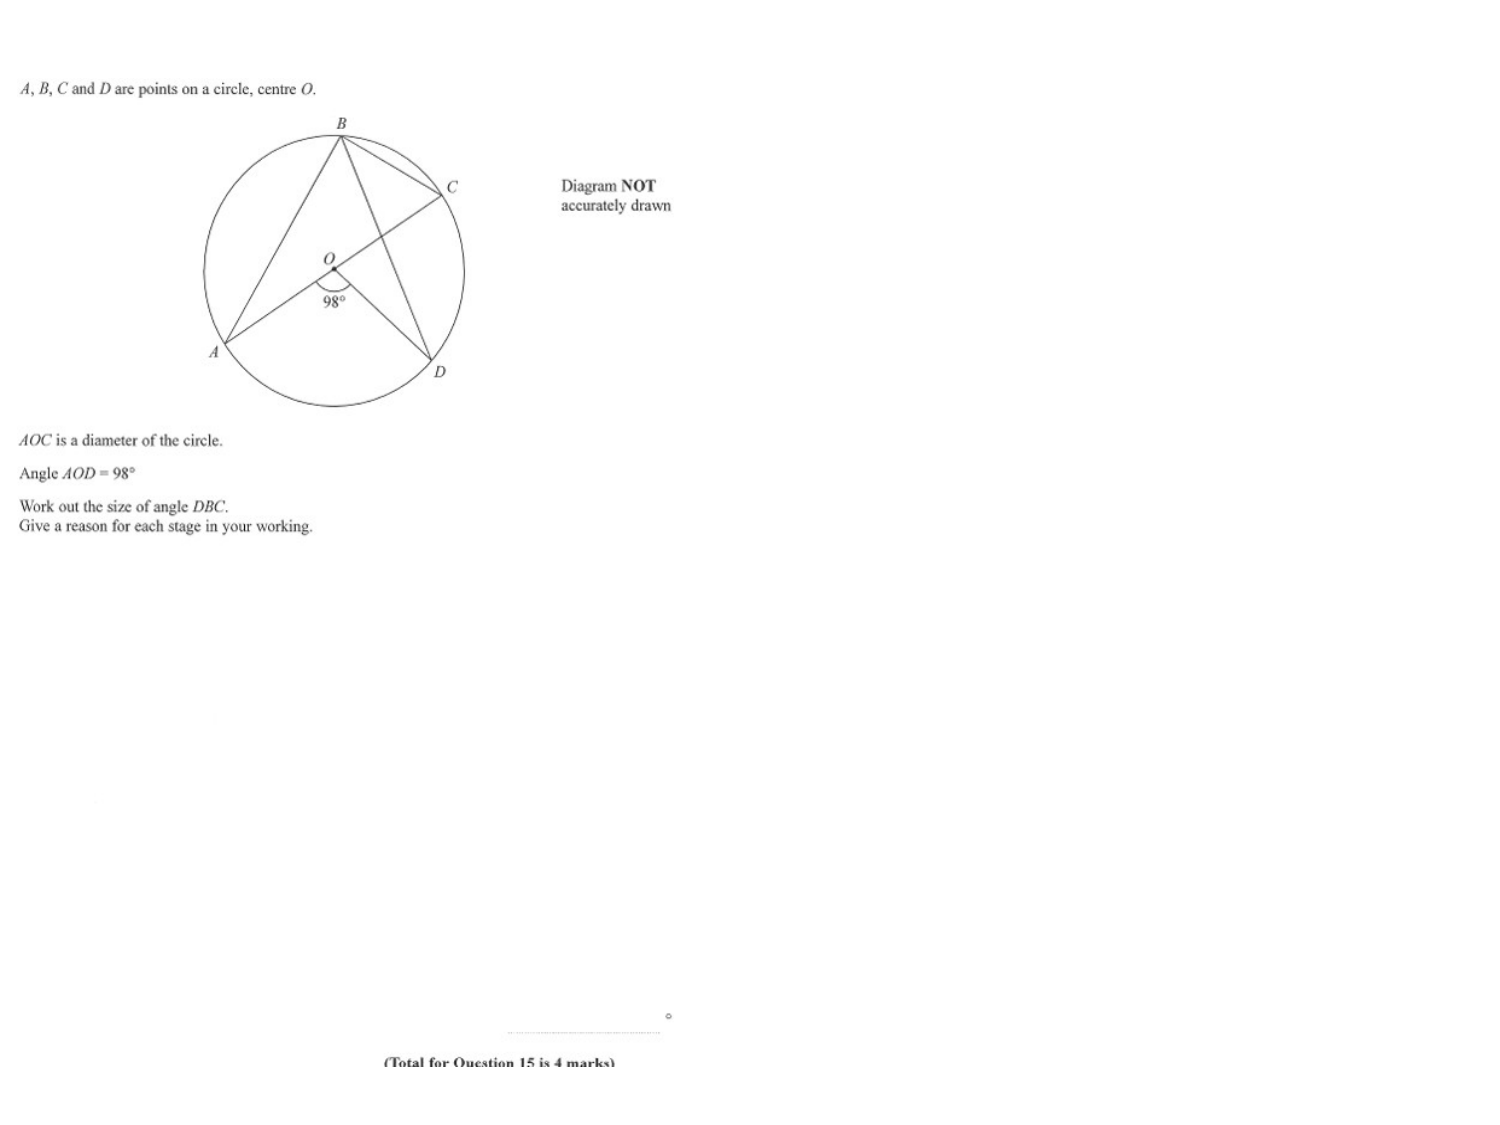 A, B, C and D are points on a circle, centre O.
B
C
Diagram NOT
accurately drawn
O
98°
A
D
AOC is a diameter of the circle.
Angle AOD = 98°
Work out the size of angle DBC.
Give a reason for each stage in your working.
°
(Total for Question 15 is 4 marks)